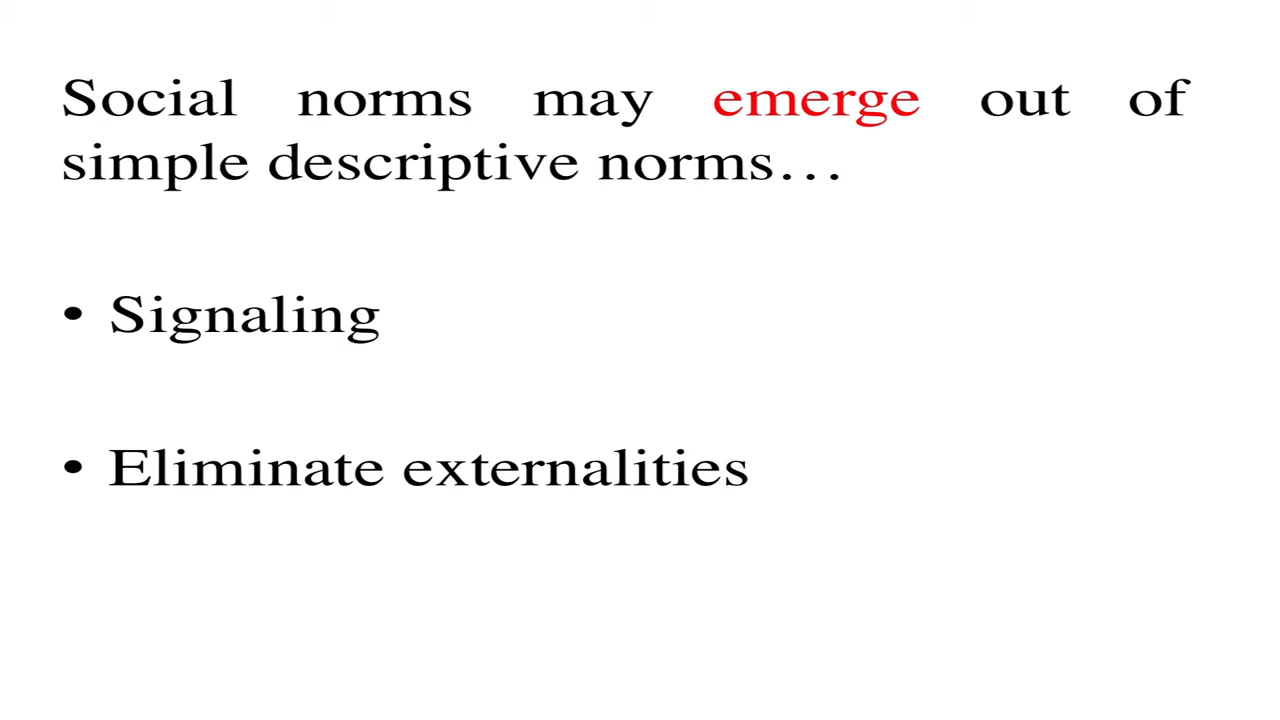 Social norms may emerge out of
simple descriptive norms…
• Signaling
• Eliminate externalities